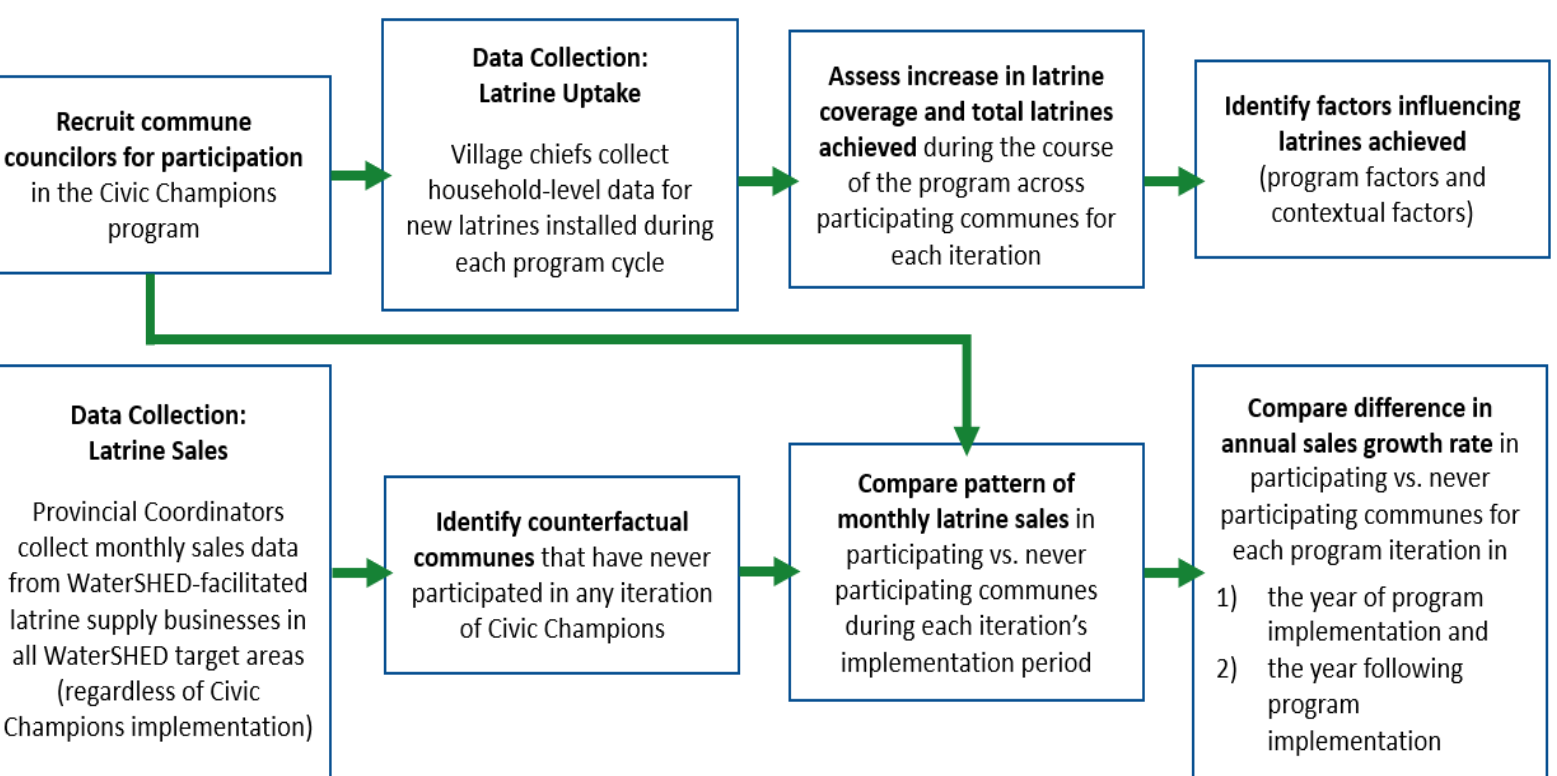 Recruit commune
councilors for participation
in the Civic Champions
program
Data Collection:
Latrine Uptake
Village chiefs collect
household-level data for
new latrines installed during
each program cycle
Assess increase in latrine
coverage and total latrines
achieved during the course
of the program across
participating communes for
each iteration
Identify factors influencing
latrines achieved
(program factors and
contextual factors)
Data Collection:
Latrine Sales
Provincial Coordinators
collect monthly sales data
from WaterSHED-facilitated
latrine supply businesses in
all WaterSHED target areas
(regardless of Civic
Champions implementation)
Identify counterfactual
communes that have never
participated in any iteration
of Civic Champions
Compare pattern of
monthly latrine sales in
participating vs. never
participating communes
during each iteration's
implementation period
Compare difference in
annual sales growth rate in
participating vs. never
participating communes for
each program iteration in
1) the year of program
implementation and
2) the year following
program
implementation